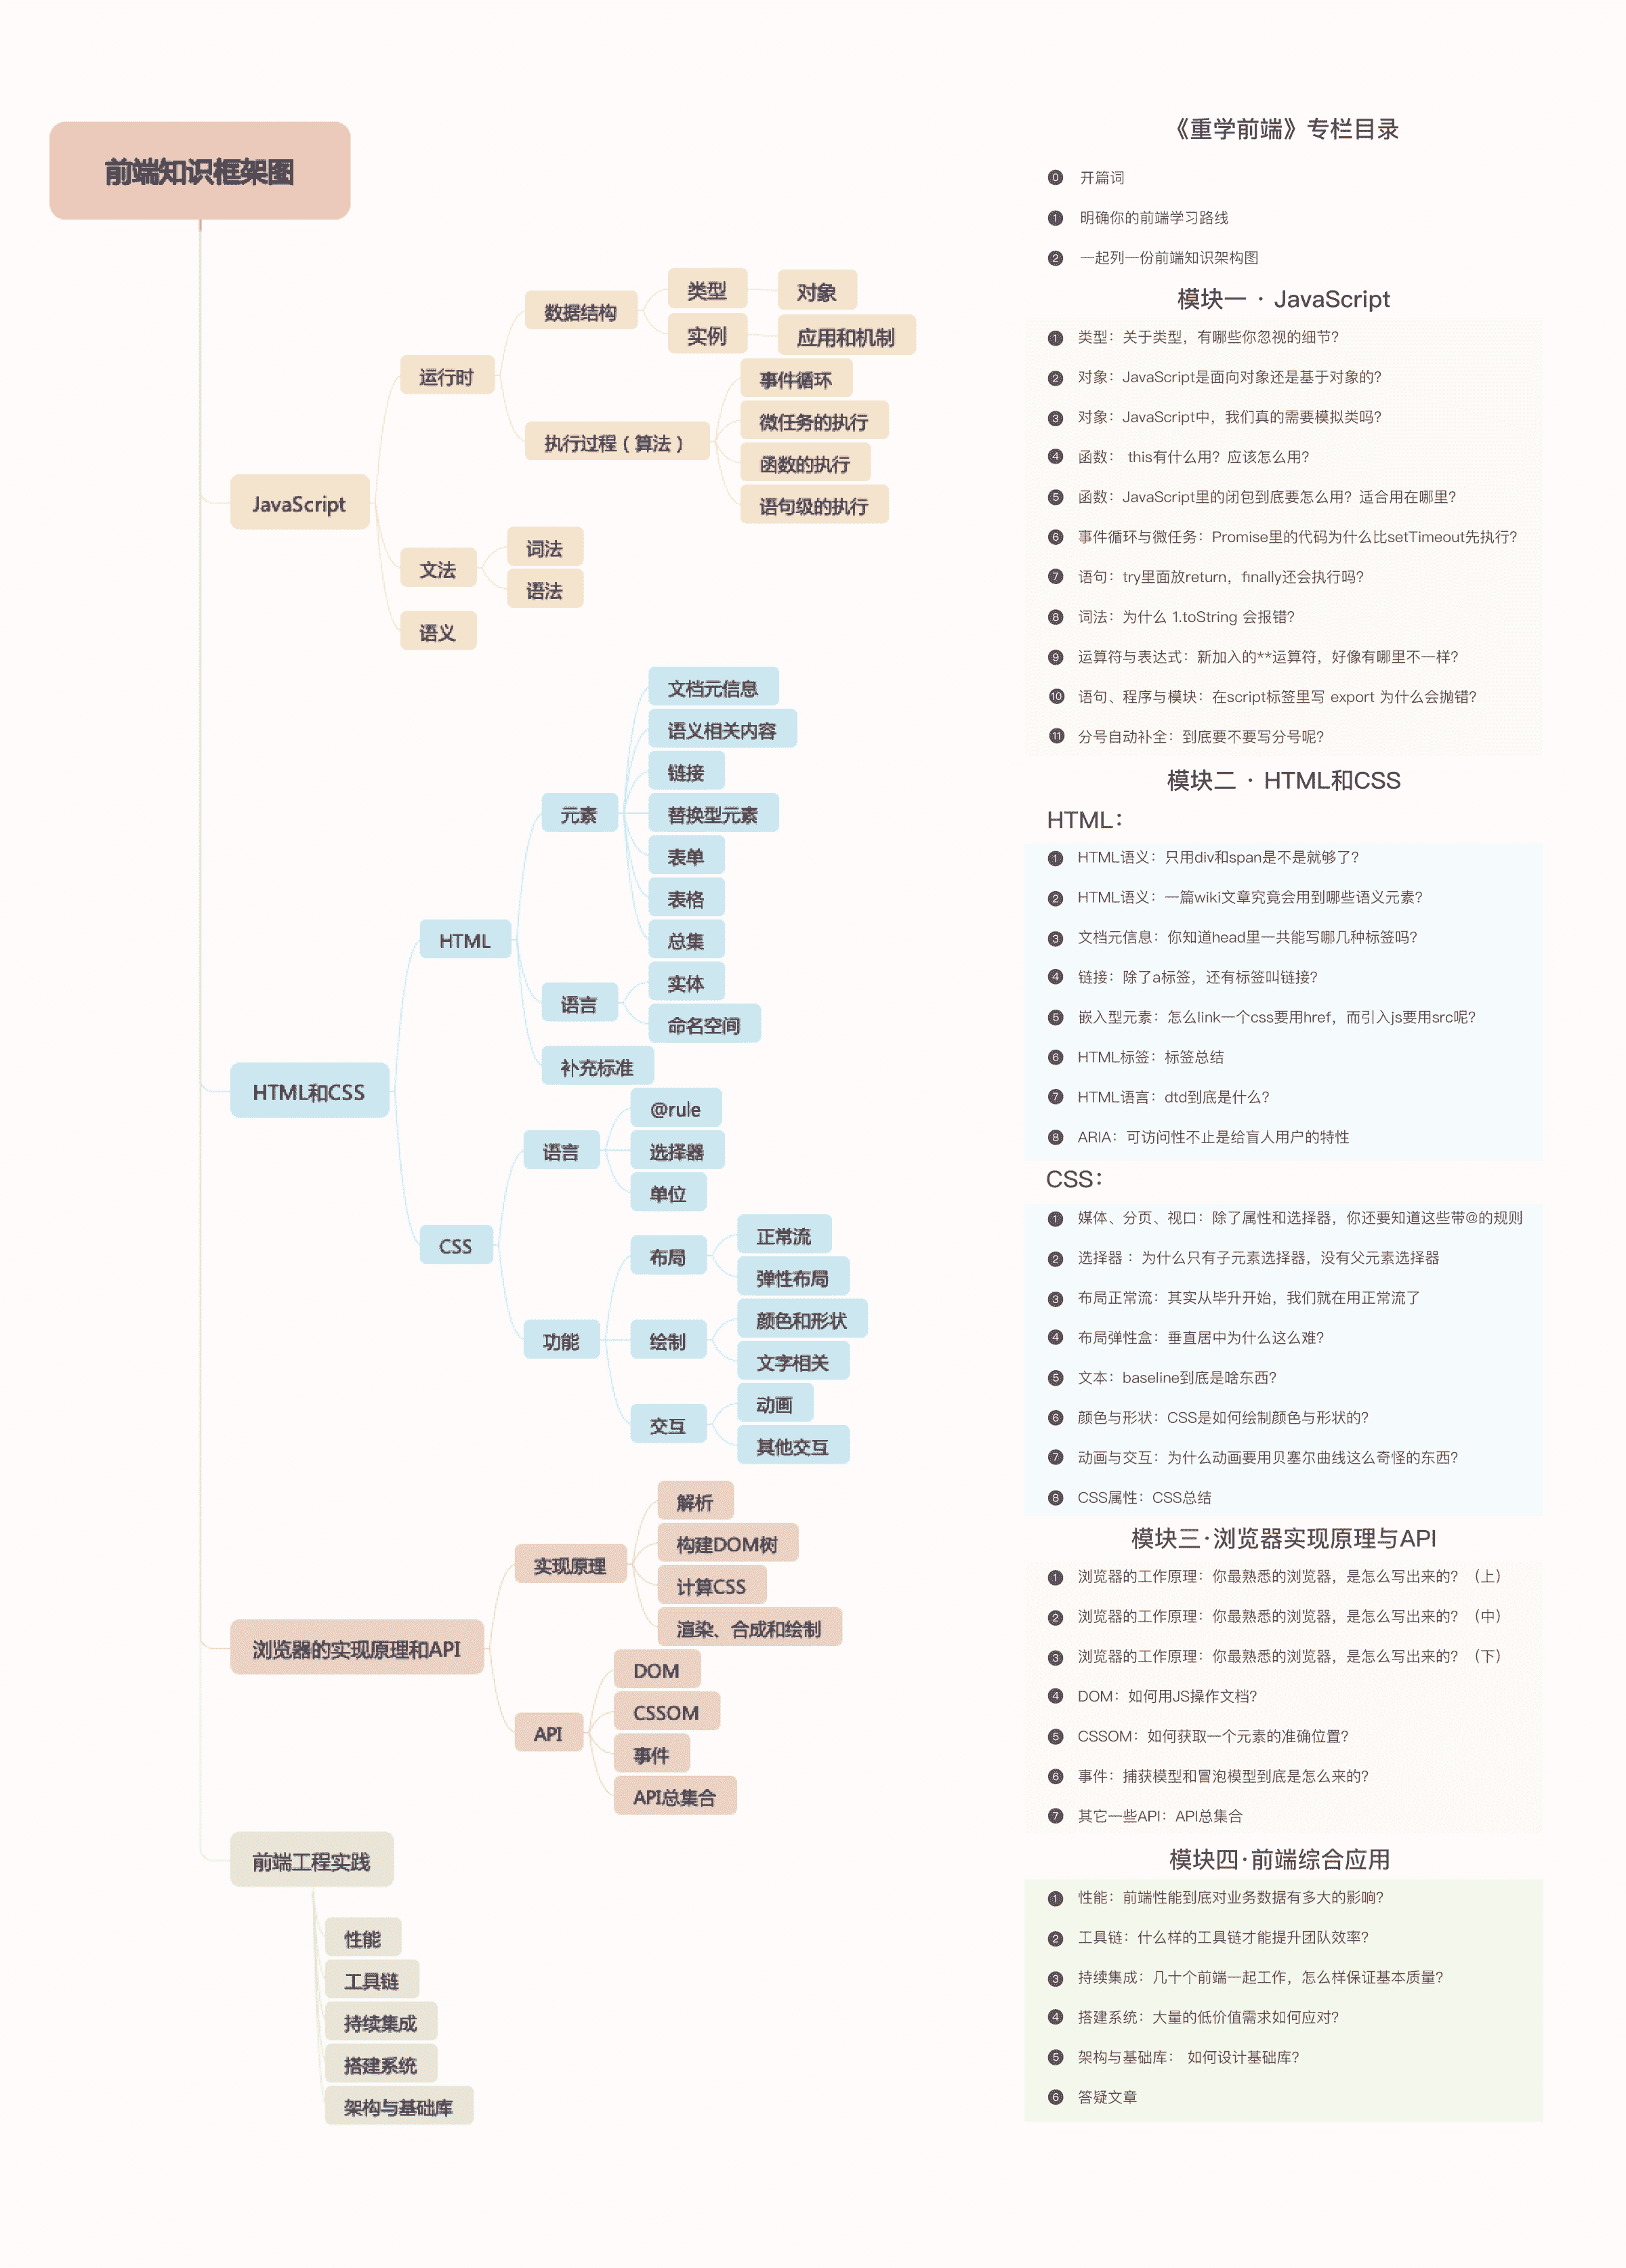 前端知识框架图
JavaScript
运行时
数据结构
类型
对象
实例
应用和机制
执行过程（算法）
事件循环
微任务的执行
函数的执行
语句级的执行
文法
词法
语法
语义
HTML和CSS
HTML
元素
文档元信息
语义相关内容
链接
替换型元素
表单
表格
总集
语言
实体
命名空间
补充标准
CSS
语言
@rule
选择器
单位
功能
布局
正常流
弹性布局
绘制
颜色和形状
文字相关
交互
动画
其他交互
浏览器的实现原理和API
实现原理
解析
构建DOM树
计算CSS
渲染、合成和绘制
API
DOM
CSSOM
事件
API总集合
前端工程实践
性能
工具链
持续集成
搭建系统
架构与基础库
《重学前端》专栏目录
0 开篇词
1 明确你的前端学习路线
2 一起列一份前端知识架构图
模块一 · JavaScript
1 类型：关于类型，有哪些你忽视的细节？
2 对象：JavaScript是面向对象还是基于对象的？
3 对象：JavaScript中，我们真的需要模拟类吗？
4 函数： this有什么用？应该怎么用？
5 函数：JavaScript里的闭包到底要怎么用？适合用在哪里？
6 事件循环与微任务：Promise里的代码为什么比setTimeout先执行？
7 语句：try里面放return，finally还会执行吗？
8 词法：为什么 1.toString 会报错？
9 运算符与表达式：新加入的**运算符，好像有哪里不一样？
10 语句、程序与模块：在script标签里写 export 为什么会抛错？
11 分号自动补全：到底要不要写分号呢？
模块二 · HTML和CSS
HTML：
1 HTML语义：只用div和span是不是就够了？
2 HTML语义：一篇wiki文章究竟会用到哪些语义元素？
3 文档元信息：你知道head里一共能写哪几种标签吗？
4 链接：除了a标签，还有标签叫链接？
5 嵌入型元素：怎么link一个css要用href，而引入js要用src呢？
6 HTML标签：标签总结
7 HTML语言：dtd到底是什么？
8 ARIA：可访问性不止是给盲人用户的特性
CSS：
1 媒体、分页、视口：除了属性和选择器，你还要知道这些带@的规则
2 选择器 ：为什么只有子元素选择器，没有父元素选择器
3 布局正常流：其实从毕升开始，我们就在用正常流了
4 布局弹性盒：垂直居中为什么这么难？
5 文本：baseline到底是啥东西？
6 颜色与形状：CSS是如何绘制颜色与形状的？
7 动画与交互：为什么动画要用贝塞尔曲线这么奇怪的东西？
8 CSS属性：CSS总结
模块三·浏览器实现原理与API
1 浏览器的工作原理：你最熟悉的浏览器，是怎么写出来的？（上）
2 浏览器的工作原理：你最熟悉的浏览器，是怎么写出来的？（中）
3 浏览器的工作原理：你最熟悉的浏览器，是怎么写出来的？（下）
4 DOM：如何用JS操作文档？
5 CSSOM：如何获取一个元素的准确位置？
6 事件：捕获模型和冒泡模型到底是怎么来的？
7 其它一些API：API总集合
模块四·前端综合应用
1 性能：前端性能到底对业务数据有多大的影响？
2 工具链：什么样的工具链才能提升团队效率？
3 持续集成：几十个前端一起工作，怎么样保证基本质量？
4 搭建系统：大量的低价值需求如何应对？
5 架构与基础库： 如何设计基础库？
6 答疑文章